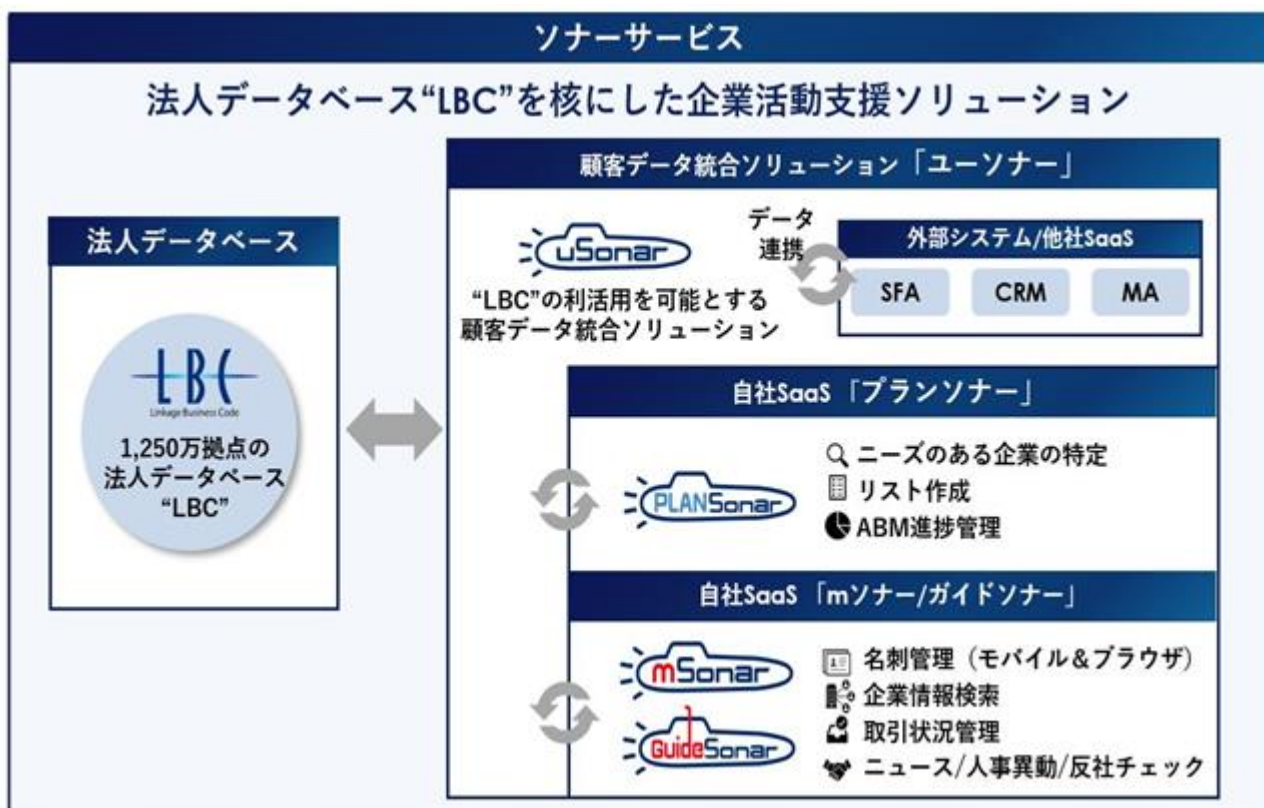 ソナーサービス
法人データベース“LBC”を核にした企業活動支援ソリューション
法人データベース
LBC
Linkage Business Code
1,250万拠点の
法人データベース
“LBC”
顧客データ統合ソリューション「ユーソナー」
uSonar
“LBC”の利活用を可能とする
顧客データ統合ソリューション
データ
連携
外部システム/他社SaaS
SFA CRM MA
自社SaaS「プランソナー」
PLANSonar
ニーズのある企業の特定
リスト作成
ABM進捗管理
自社SaaS「mソナー/ガイドソナー」
mSonar
GuideSonar
名刺管理（モバイル＆ブラウザ）
企業情報検索
取引状況管理
ニュース/人事異動/反社チェック